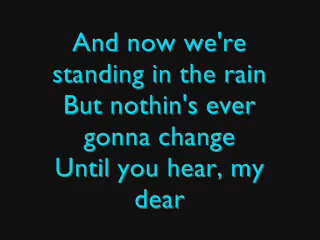 And now we're
standing in the rain
But nothin's ever
gonna change
Until you hear, my
dear